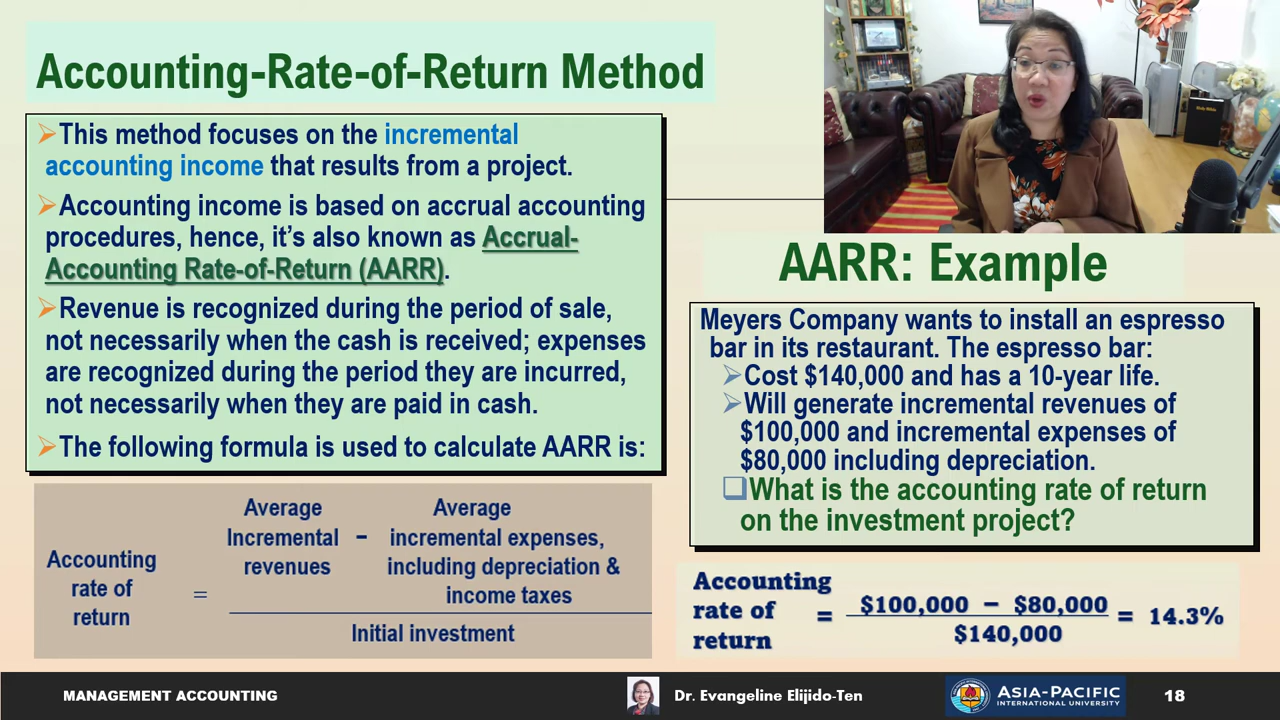 Accounting-Rate-of-Return Method
➢This method focuses on the incremental
accounting income that results from a project.
➢Accounting income is based on accrual accounting
procedures, hence, it’s also known as Accrual-
Accounting Rate-of-Return (AARR).
➢Revenue is recognized during the period of sale,
not necessarily when the cash is received; expenses
are recognized during the period they are incurred,
not necessarily when they are paid in cash.
➢The following formula is used to calculate AARR is:
Accounting
rate of
return
=
Average
Incremental
revenues
–
Average
incremental expenses,
including depreciation &
income taxes
Initial investment
AARR: Example
Meyers Company wants to install an espresso
bar in its restaurant. The espresso bar:
➢Cost $140,000 and has a 10-year life.
➢Will generate incremental revenues of
$100,000 and incremental expenses of
$80,000 including depreciation.
❑What is the accounting rate of return
on the investment project?
Accounting
rate of
return
=
$100,000 – $80,000
$140,000
= 14.3%
MANAGEMENT ACCOUNTING
Dr. Evangeline Elijido-Ten
ASIA-PACIFIC
INTERNATIONAL UNIVERSITY
18